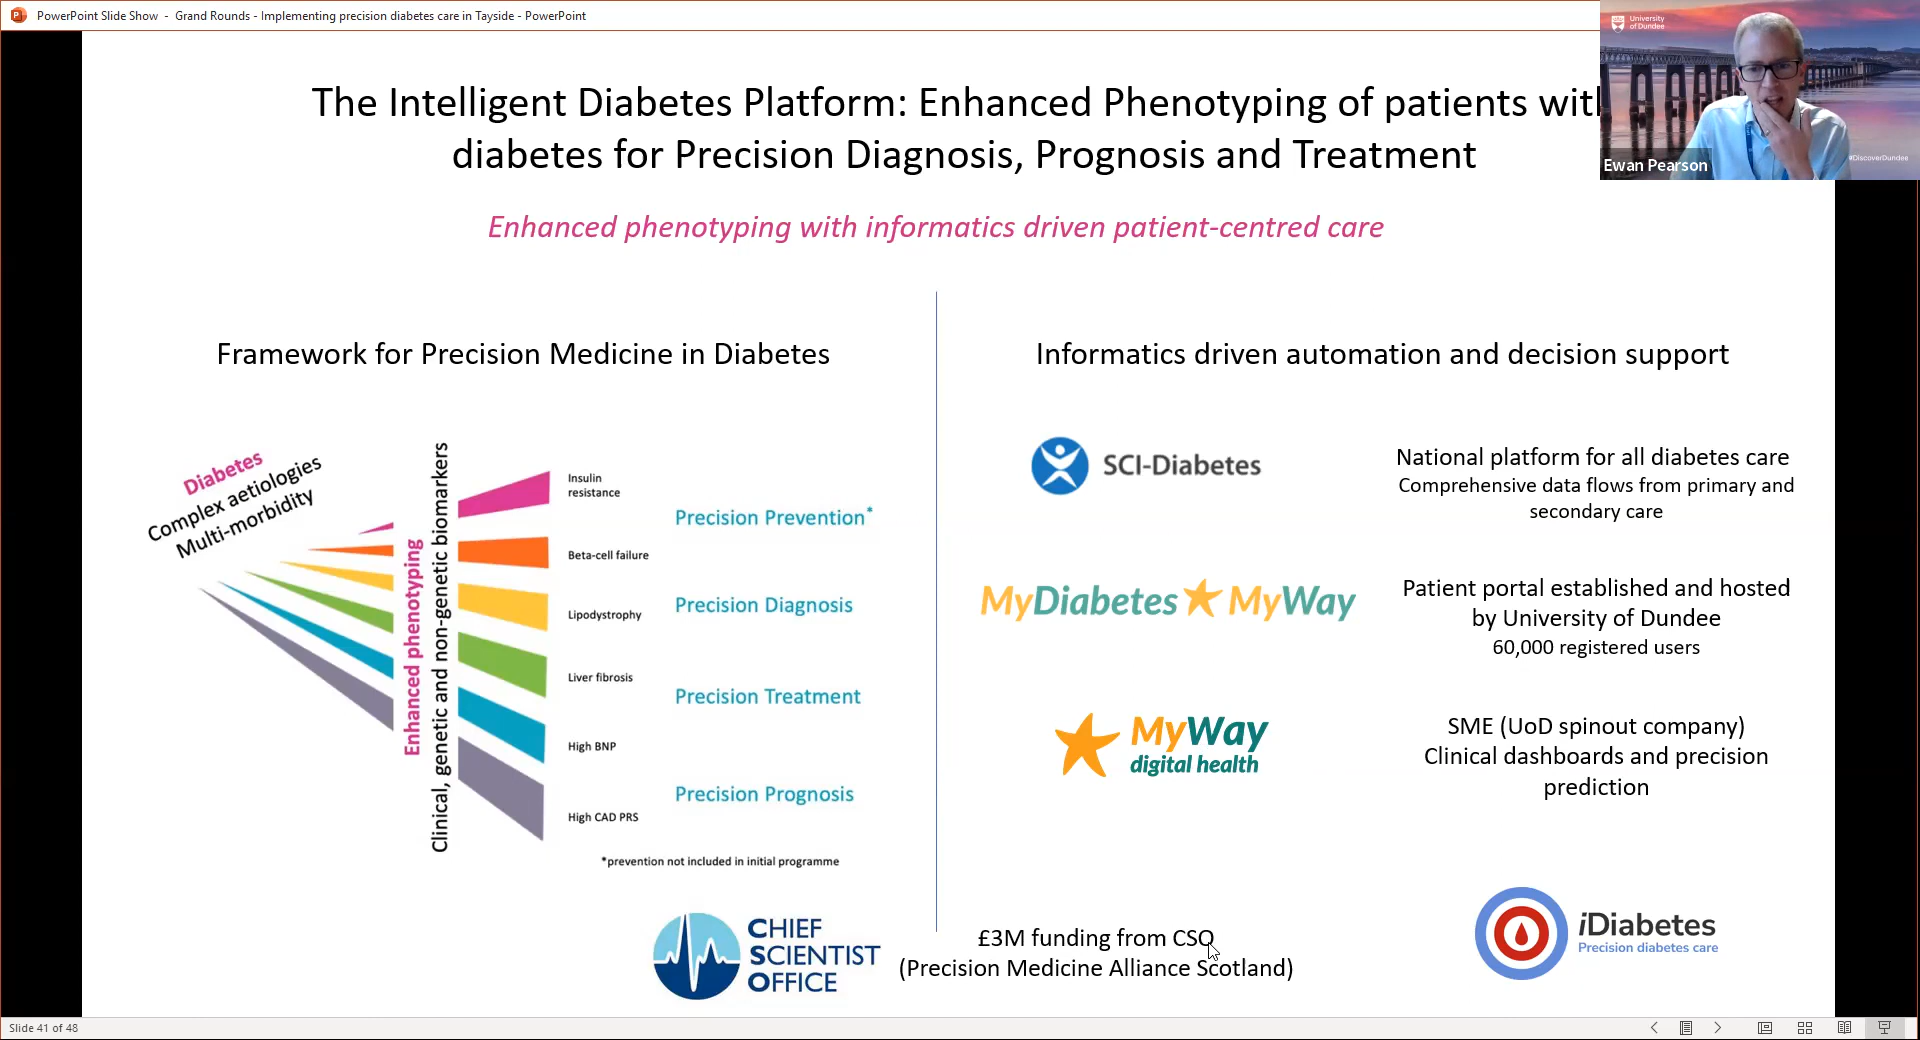 PowerPoint Slide Show - Grand Rounds - Implementing precision diabetes care in Tayside - PowerPoint
University
of Dundee
#DiscoverDundee
Ewan Pearson
The Intelligent Diabetes Platform: Enhanced Phenotyping of patients with
diabetes for Precision Diagnosis, Prognosis and Treatment
Enhanced phenotyping with informatics driven patient-centred care
Framework for Precision Medicine in Diabetes
Diabetes
Complex aetiologies
Multi-morbidity
Enhanced phenotyping
Clinical, genetic and non-genetic biomarkers
Insulin
resistance
Beta-cell failure
Lipodystrophy
Liver fibrosis
High BNP
High CAD PRS
Precision Prevention*
Precision Diagnosis
Precision Treatment
Precision Prognosis
*prevention not included in initial programme
Informatics driven automation and decision support
SCI-Diabetes
National platform for all diabetes care
Comprehensive data flows from primary and
secondary care
MyDiabetes MyWay
Patient portal established and hosted
by University of Dundee
60,000 registered users
MyWay
digital health
SME (UoD spinout company)
Clinical dashboards and precision
prediction
CHIEF
SCIENTIST
OFFICE
£3M funding from CSO
(Precision Medicine Alliance Scotland)
iDiabetes
Precision diabetes care
Slide 41 of 48